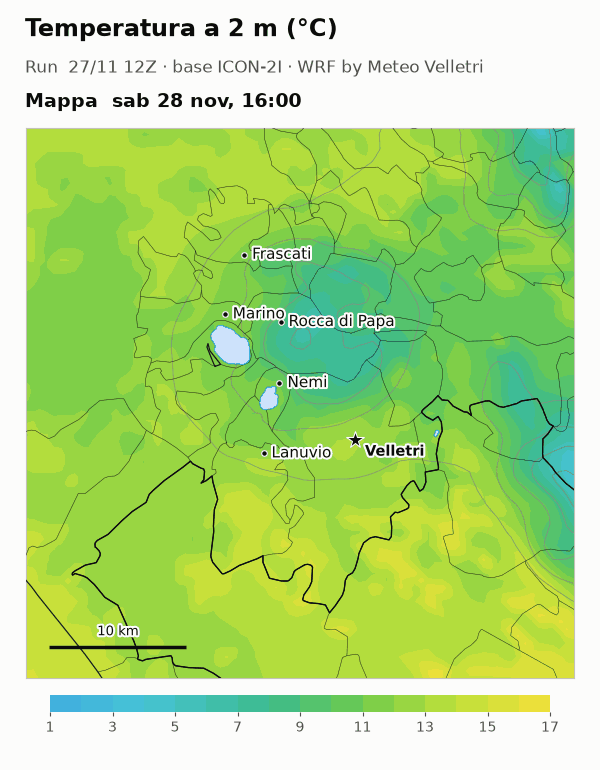 Temperatura a 2 m (°C)
Run  27/11 12Z · base ICON-2I · WRF by Meteo Velletri
Mappa  sab 28 nov, 16:00
Frascati
Marino
Rocca di Papa
Nemi
Velletri
Lanuvio
10 km
1 3 5 7 9 11 13 15 17